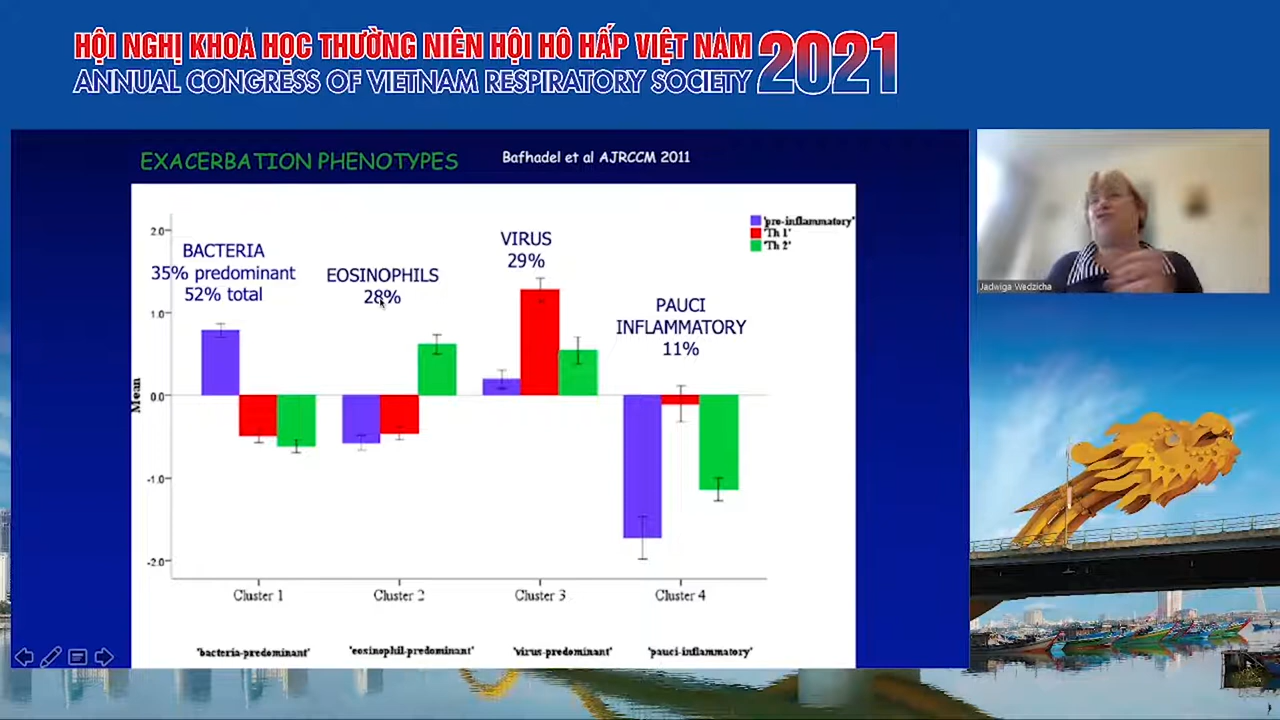 HỘI NGHỊ KHOA HỌC THƯỜNG NIÊN HỘI HÔ HẤP VIỆT NAM
ANNUAL CONGRESS OF VIETNAM RESPIRATORY SOCIETY
2021
EXACERBATION PHENOTYPES
Bafhadel et al AJRCCM 2011
'pro-inflammatory'
'Th 1'
'Th 2'
BACTERIA
35% predominant
52% total
EOSINOPHILS
28%
VIRUS
29%
PAUCI
INFLAMMATORY
11%
2.0
1.0
0.0
-1.0
-2.0
Mean
Cluster 1
Cluster 2
Cluster 3
Cluster 4
'bacteria-predominant'
'eosinophil-predominant'
'virus-predominant'
'pauci-inflammatory'
Jadwiga Wedzicha